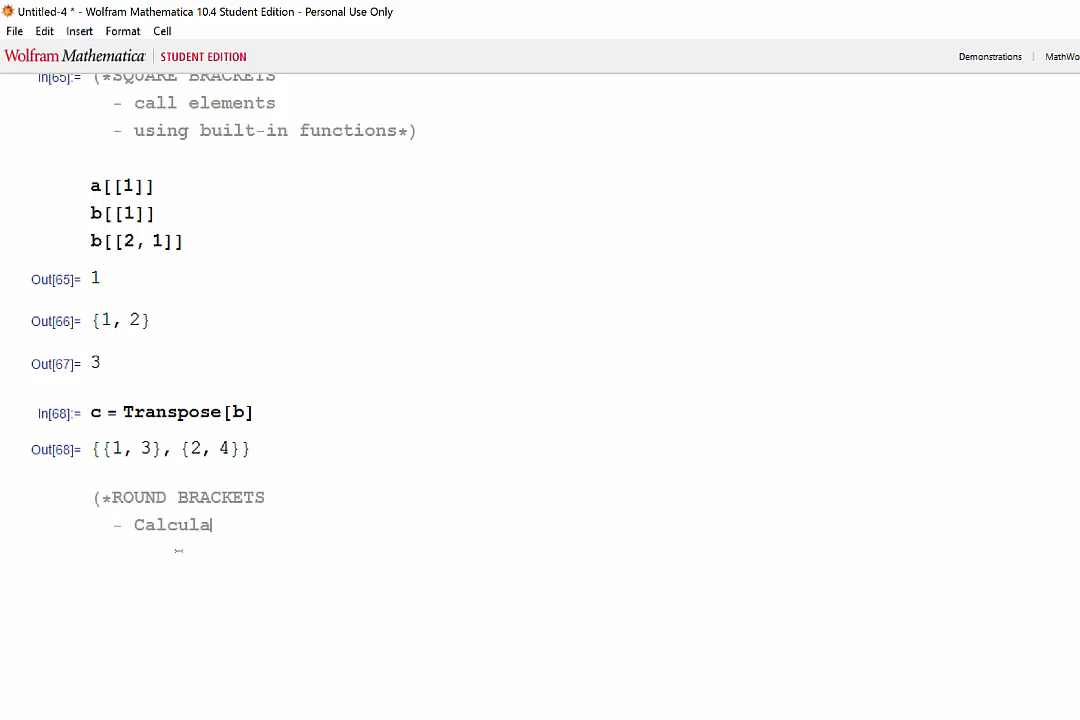 Untitled-4 * - Wolfram Mathematica 10.4 Student Edition - Personal Use Only
File Edit Insert Format Cell
Wolfram Mathematica | STUDENT EDITION Demonstrations | MathWo
In[65]:= (*SQUARE BRACKETS
- call elements
- using built-in functions*)
a[[1]]
b[[1]]
b[[2, 1]]
Out[65]= 1
Out[66]= {1, 2}
Out[67]= 3
In[68]:= c = Transpose[b]
Out[68]= {{1, 3}, {2, 4}}
(*ROUND BRACKETS
- Calcula